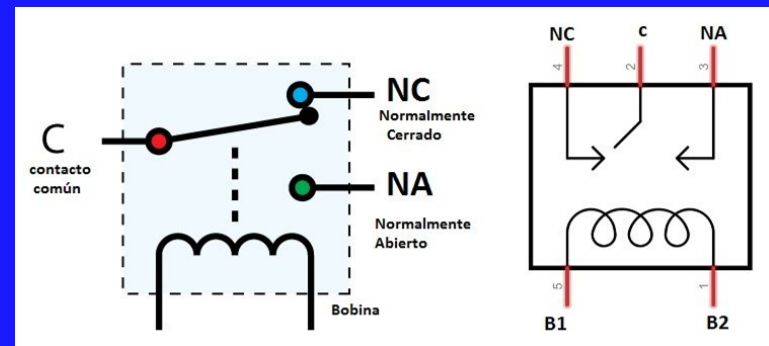 C
contacto
común
NC
Normalmente
Cerrado
NA
Normalmente
Abierto
Bobina
NC
c
NA
4
2
3
5
1
B1
B2